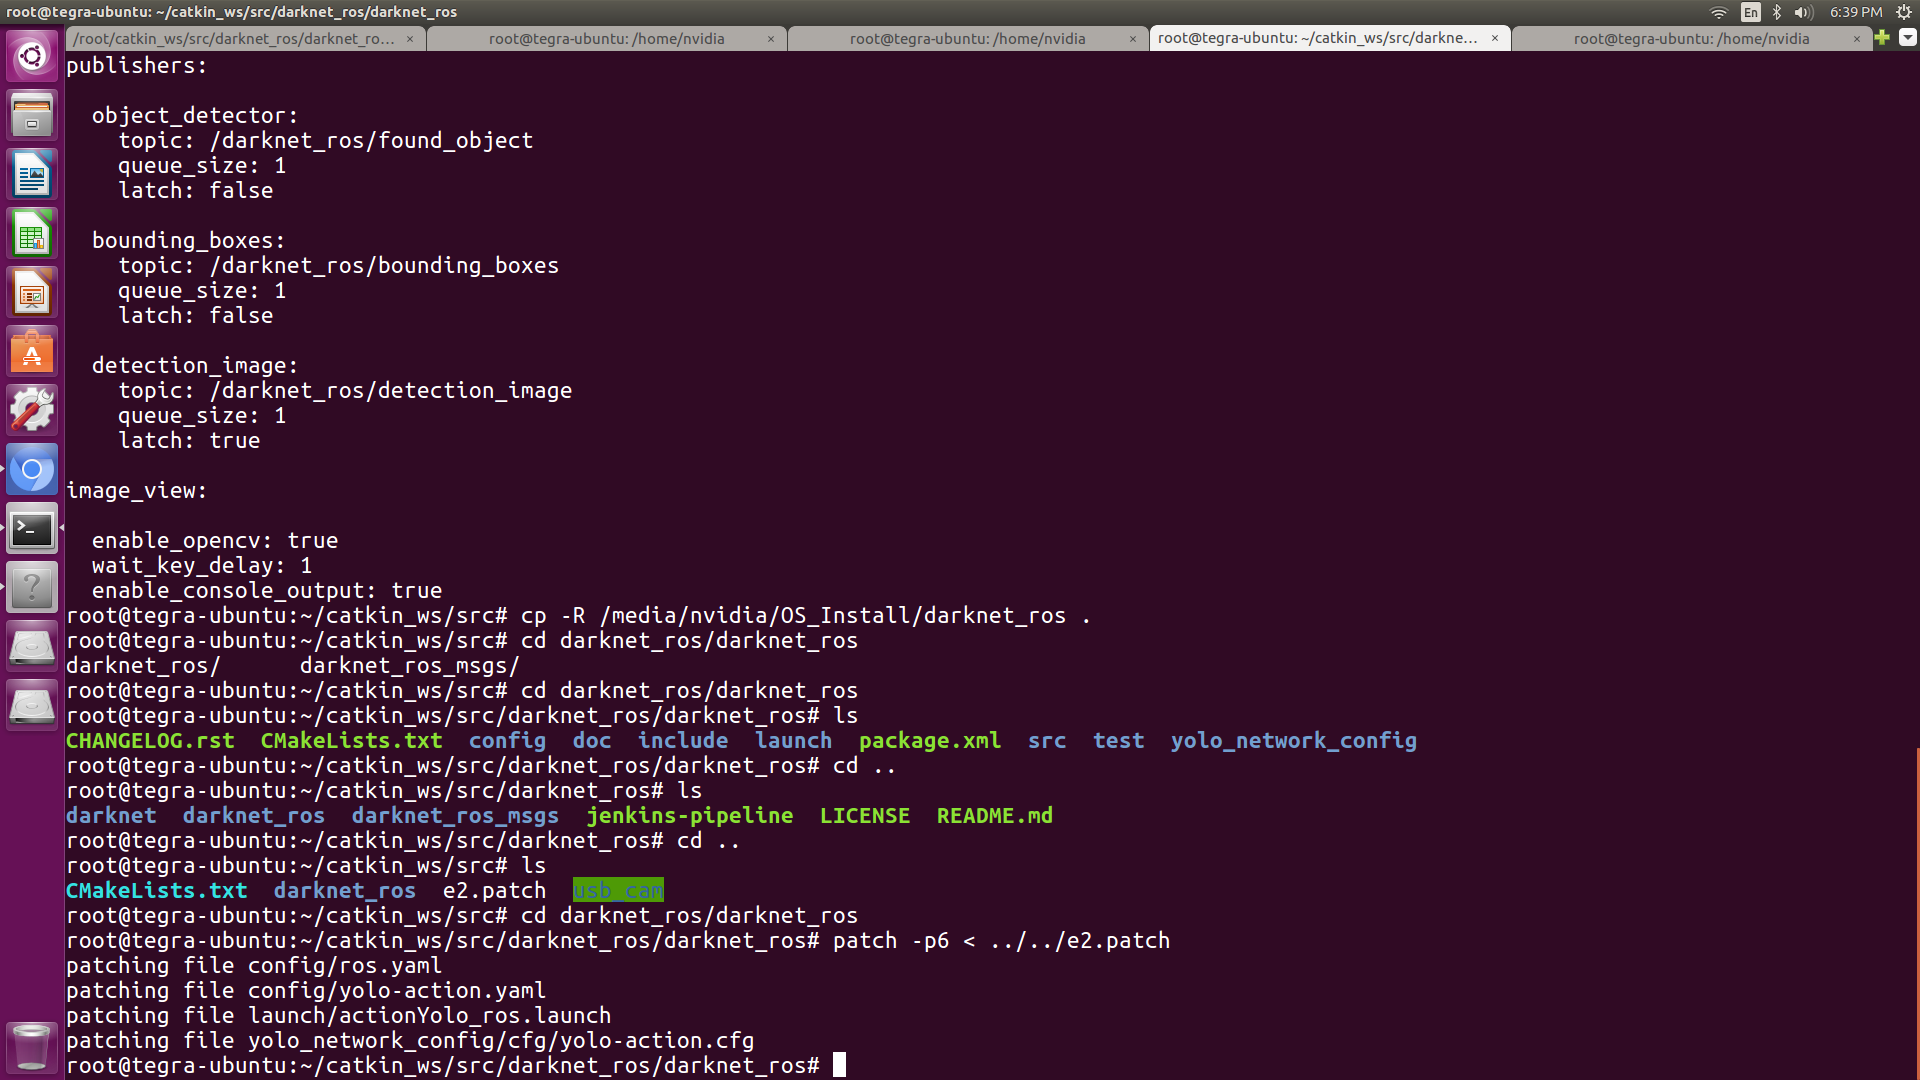 root@tegra-ubuntu: ~/catkin_ws/src/darknet_ros/darknet_ros
En
6:39 PM
/root/catkin_ws/src/darknet_ros/darknet_ro... ×
root@tegra-ubuntu: /home/nvidia ×
root@tegra-ubuntu: /home/nvidia ×
root@tegra-ubuntu: ~/catkin_ws/src/darkne... ×
root@tegra-ubuntu: /home/nvidia ×
publishers:
object_detector:
topic: /darknet_ros/found_object
queue_size: 1
latch: false
bounding_boxes:
topic: /darknet_ros/bounding_boxes
queue_size: 1
latch: false
detection_image:
topic: /darknet_ros/detection_image
queue_size: 1
latch: true
image_view:
enable_opencv: true
wait_key_delay: 1
enable_console_output: true
root@tegra-ubuntu:~/catkin_ws/src# cp -R /media/nvidia/OS_Install/darknet_ros .
root@tegra-ubuntu:~/catkin_ws/src# cd darknet_ros/darknet_ros
darknet_ros/      darknet_ros_msgs/
root@tegra-ubuntu:~/catkin_ws/src# cd darknet_ros/darknet_ros
root@tegra-ubuntu:~/catkin_ws/src/darknet_ros/darknet_ros# ls
CHANGELOG.rst  CMakeLists.txt  config  doc  include  launch  package.xml  src  test  yolo_network_config
root@tegra-ubuntu:~/catkin_ws/src/darknet_ros/darknet_ros# cd ..
root@tegra-ubuntu:~/catkin_ws/src/darknet_ros# ls
darknet  darknet_ros  darknet_ros_msgs  jenkins-pipeline  LICENSE  README.md
root@tegra-ubuntu:~/catkin_ws/src/darknet_ros# cd ..
root@tegra-ubuntu:~/catkin_ws/src# ls
CMakeLists.txt  darknet_ros  e2.patch  usb_cam
root@tegra-ubuntu:~/catkin_ws/src# cd darknet_ros/darknet_ros
root@tegra-ubuntu:~/catkin_ws/src/darknet_ros/darknet_ros# patch -p6 < ../../e2.patch
patching file config/ros.yaml
patching file config/yolo-action.yaml
patching file launch/actionYolo_ros.launch
patching file yolo_network_config/cfg/yolo-action.cfg
root@tegra-ubuntu:~/catkin_ws/src/darknet_ros/darknet_ros#